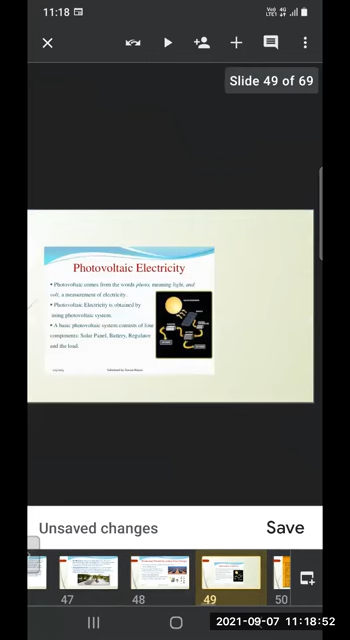 11:18
Slide 49 of 69
Photovoltaic Electricity
• Photovoltaic comes from the words photo, meaning light, and
volt, a measurement of electricity.
• Photovoltaic Electricity is obtained by
using photovoltaic system.
• A basic photovoltaic system consists of four
components: Solar Panel, Battery, Regulator
and the load.
Unsaved changes
Save
47
48
49
50
2021-09-07 11:18:52